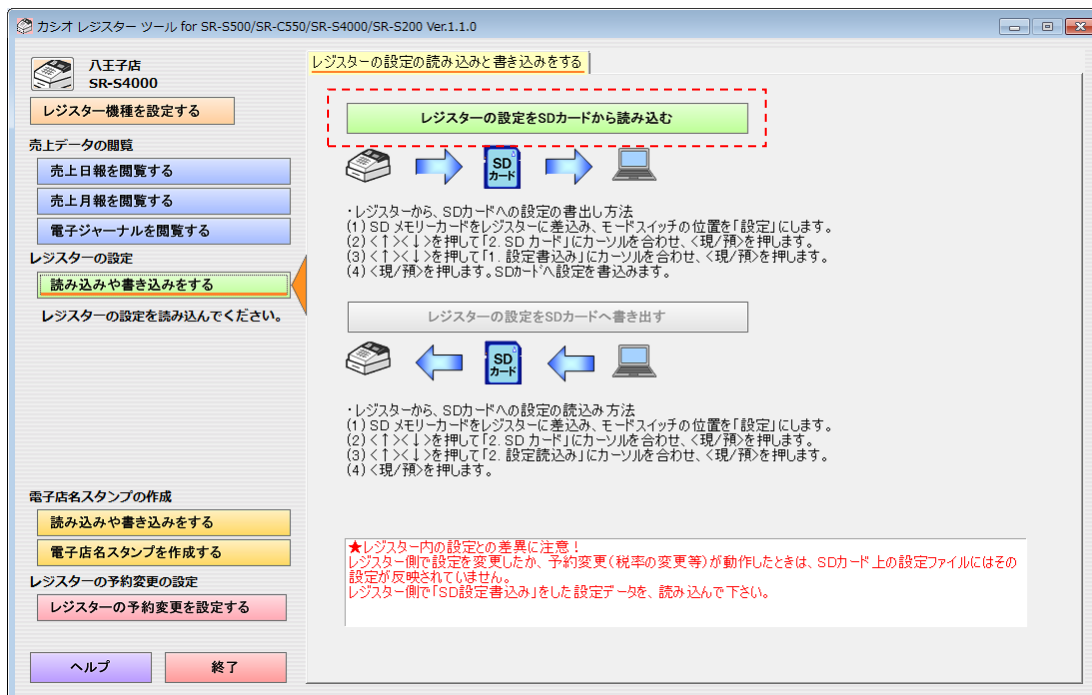 カシオ レジスター ツール for SR-S500/SR-C550/SR-S4000/SR-S200 Ver.1.1.0
八王子店
SR-S4000
レジスター機種を設定する
売上データの閲覧
売上日報を閲覧する
売上月報を閲覧する
電子ジャーナルを閲覧する
レジスターの設定
読み込みや書き込みをする
レジスターの設定を読み込んでください。
電子店名スタンプの作成
読み込みや書き込みをする
電子店名スタンプを作成する
レジスターの予約変更の設定
レジスターの予約変更を設定する
ヘルプ
終了
レジスターの設定の読み込みと書き込みをする
レジスターの設定をSDカードから読み込む
SD
カード
・レジスターから、SDカードへの設定の書出し方法
(1) SD メモリーカードをレジスターに差込み、モードスイッチの位置を「設定」にします。
(2) <↑><↓>を押して「2. SD カード」にカーソルを合わせ、<現/預>を押します。
(3) <↑><↓>を押して「1. 設定書込み」にカーソルを合わせ、<現/預>を押します。
(4) <現/預>を押します。SDカードへ設定を書込みます。
レジスターの設定をSDカードへ書き出す
SD
カード
・レジスターから、SDカードへの設定の読込み方法
(1) SD メモリーカードをレジスターに差込み、モードスイッチの位置を「設定」にします。
(2) <↑><↓>を押して「2. SD カード」にカーソルを合わせ、<現/預>を押します。
(3) <↑><↓>を押して「2. 設定読込み」にカーソルを合わせ、<現/預>を押します。
(4) <現/預>を押します。
★レジスター内の設定との差異に注意！
レジスター側で設定を変更したか、予約変更（税率の変更等）が動作したときは、SDカード上の設定ファイルにはその
設定が反映されていません。
レジスター側で「SD設定書込み」をした設定データを、読み込んで下さい。